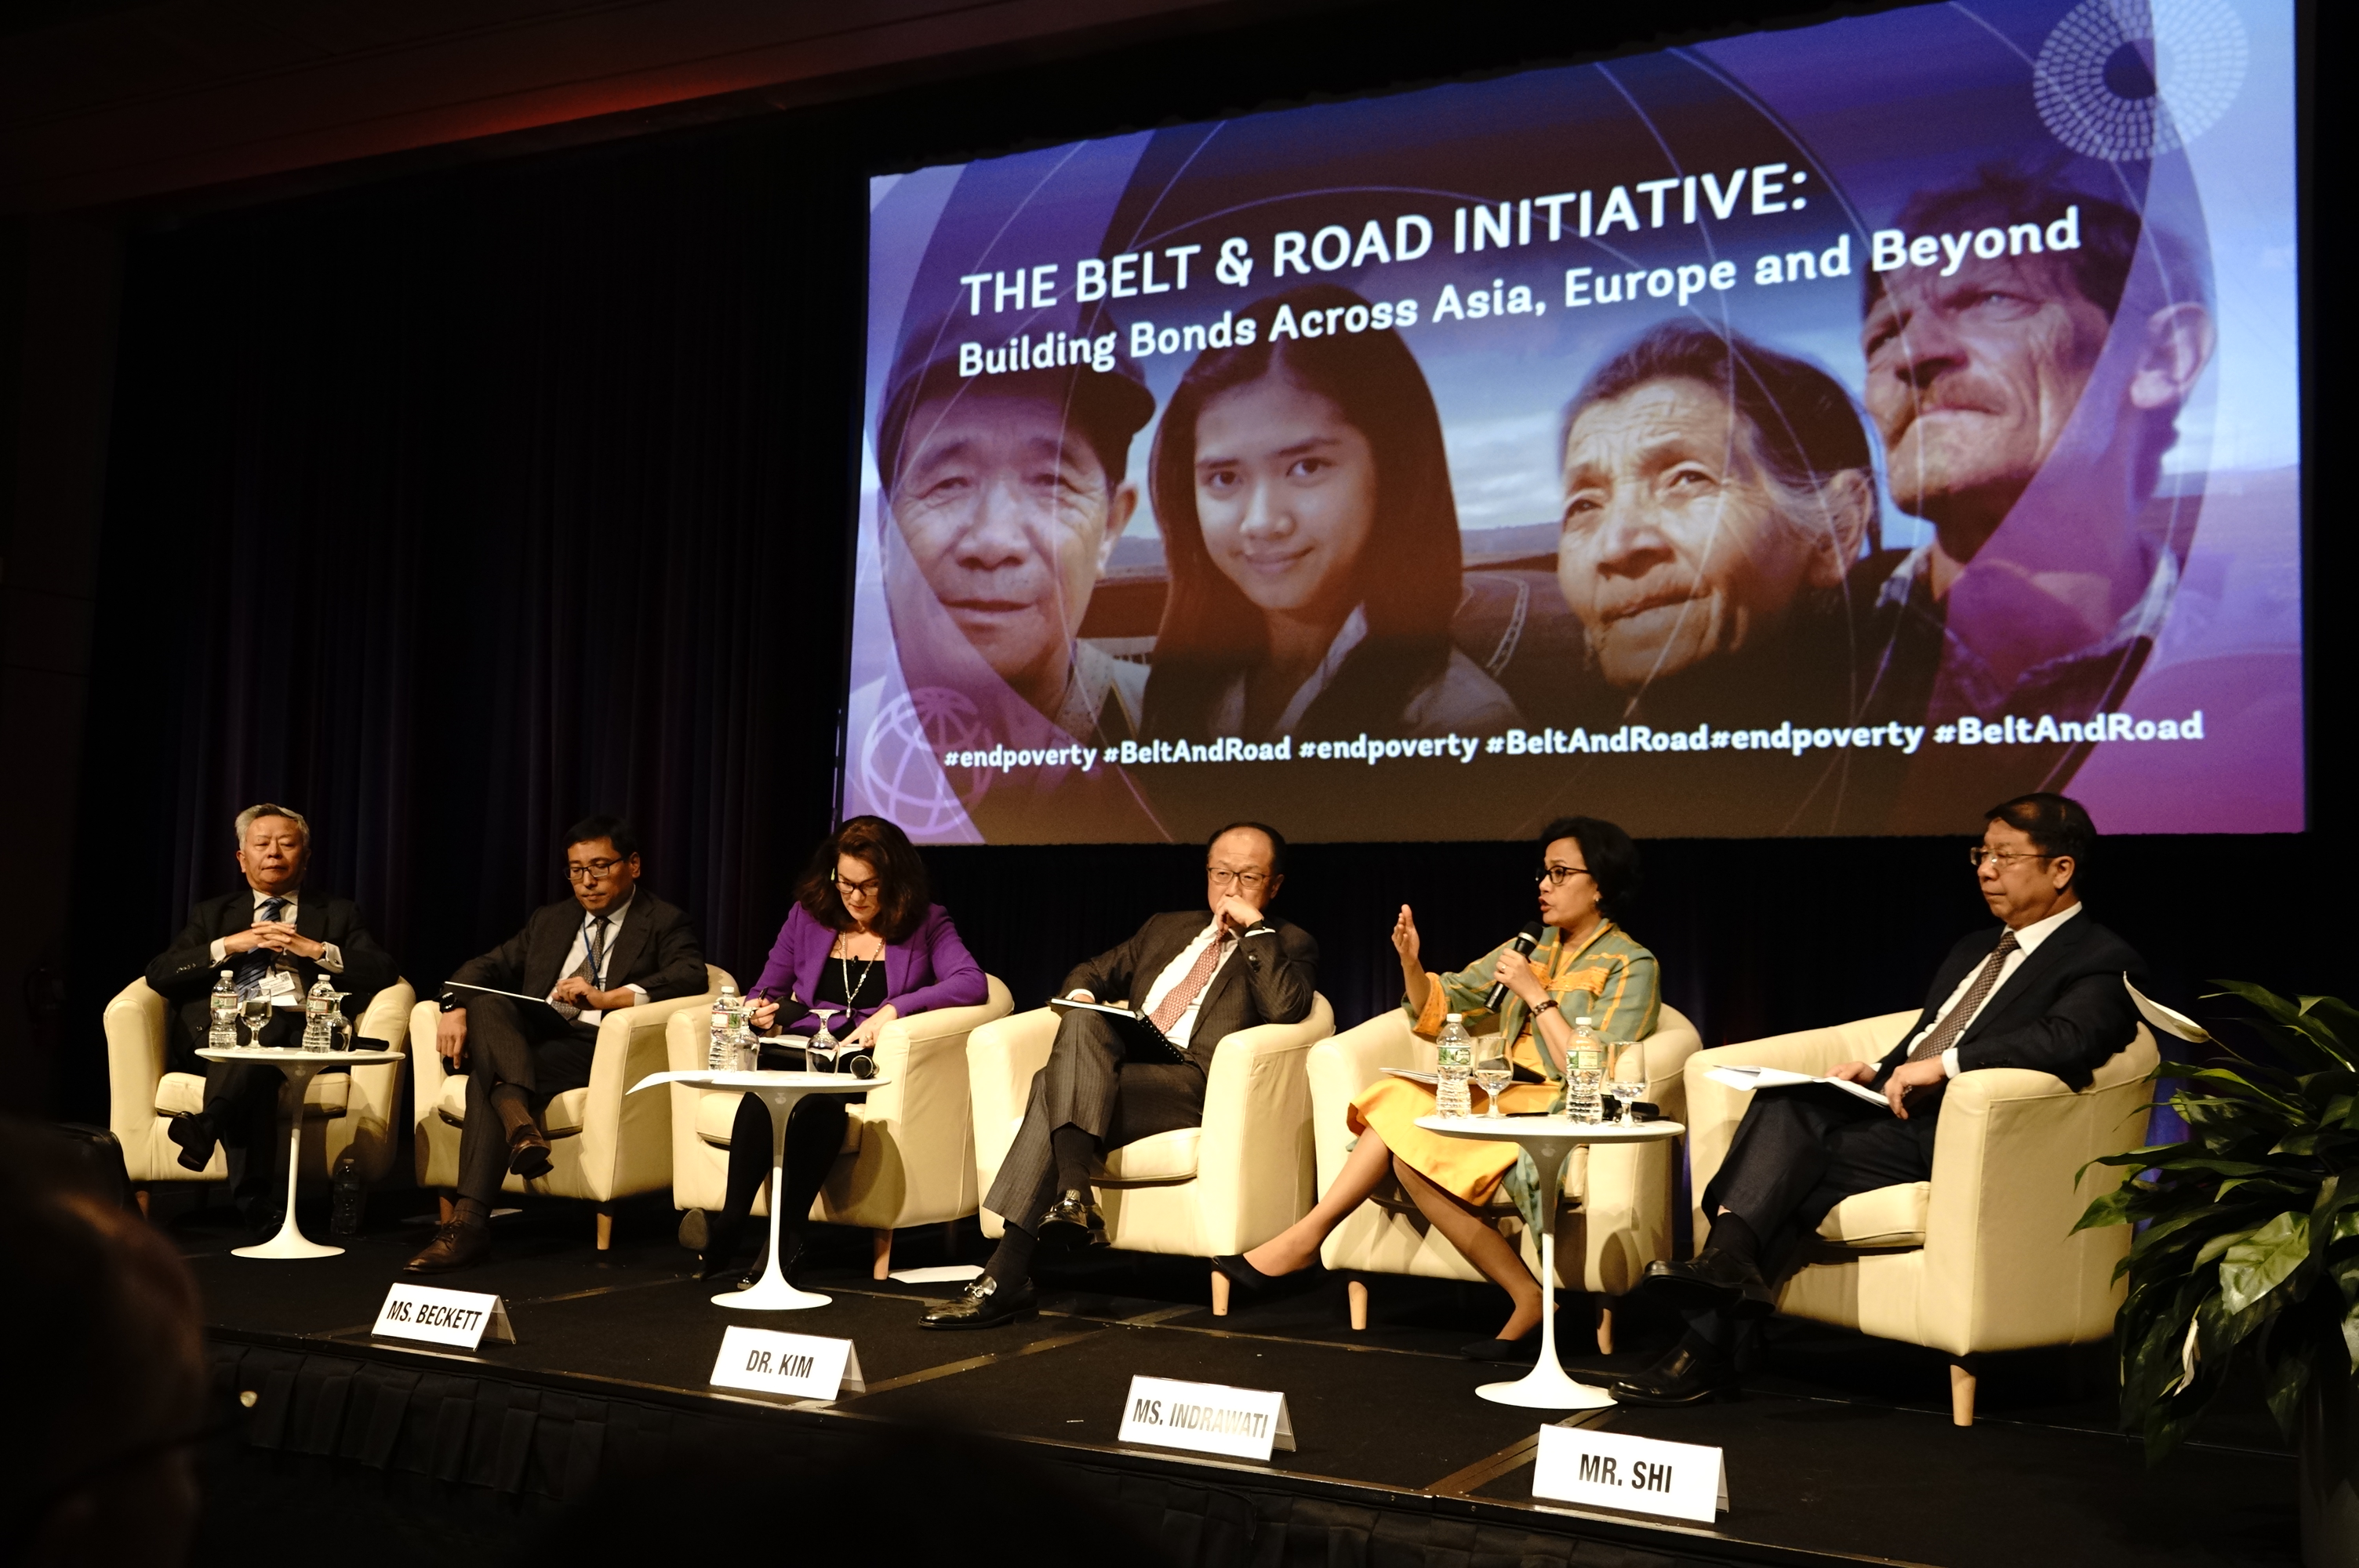 THE BELT & ROAD INITIATIVE:
Building Bonds Across Asia, Europe and Beyond
#endpoverty #BeltAndRoad #endpoverty #BeltAndRoad#endpoverty #BeltAndRoad
MS. BECKETT
DR. KIM
MS. INDRAWATI
MR. SHI